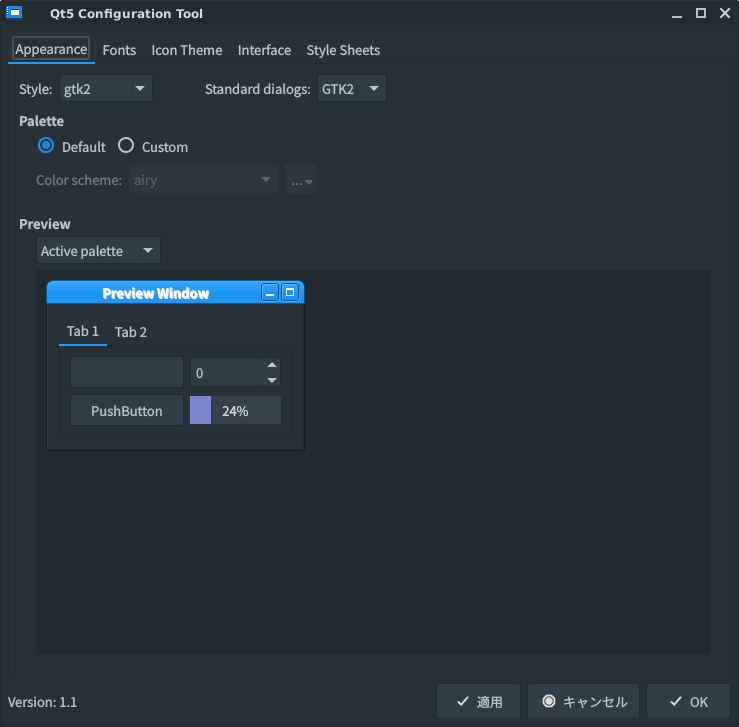 Qt5 Configuration Tool
Appearance Fonts Icon Theme Interface Style Sheets
Style: gtk2 Standard dialogs: GTK2
Palette
Default Custom
Color scheme: airy ...
Preview
Active palette
Preview Window
Tab 1 Tab 2
0
PushButton 24%
Version: 1.1 適用 キャンセル OK